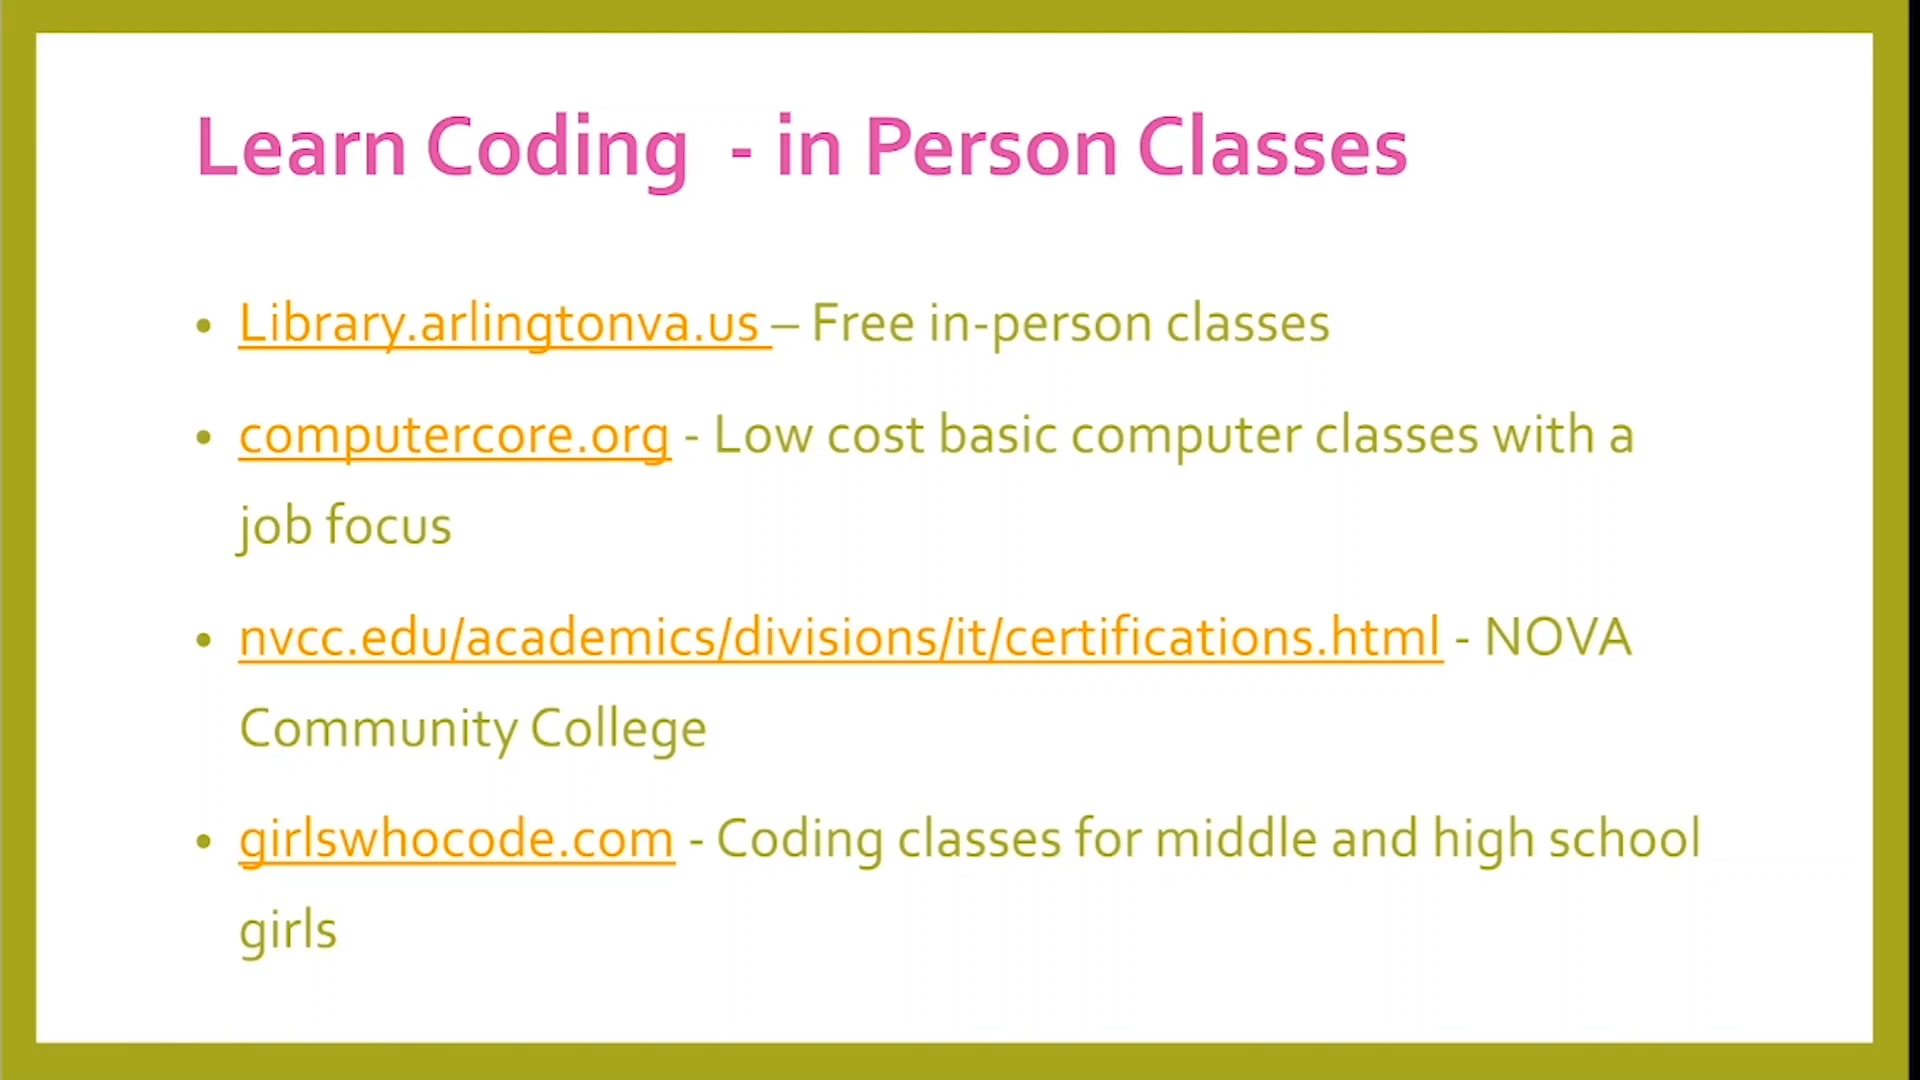 Learn Coding - in Person Classes
• Library.arlingtonva.us – Free in-person classes
• computercore.org - Low cost basic computer classes with a
job focus
• nvcc.edu/academics/divisions/it/certifications.html - NOVA
Community College
• girlswhocode.com - Coding classes for middle and high school
girls